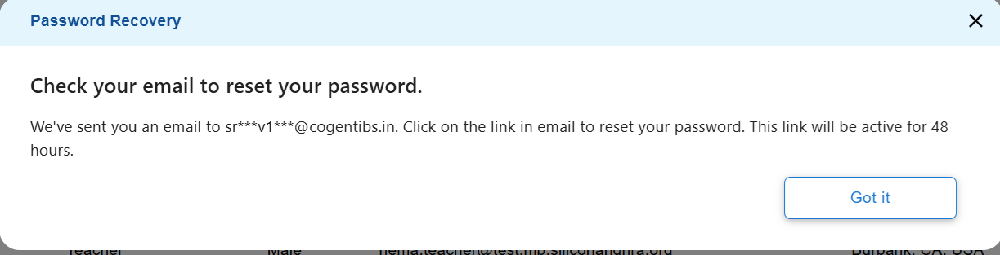 Password Recovery
Check your email to reset your password.
We've sent you an email to sr***v1***@cogentibs.in. Click on the link in email to reset your password. This link will be active for 48
hours.
Got it
Teacher Male hema.teacher@test.mb.siliconandhra.org Burbank, CA, USA